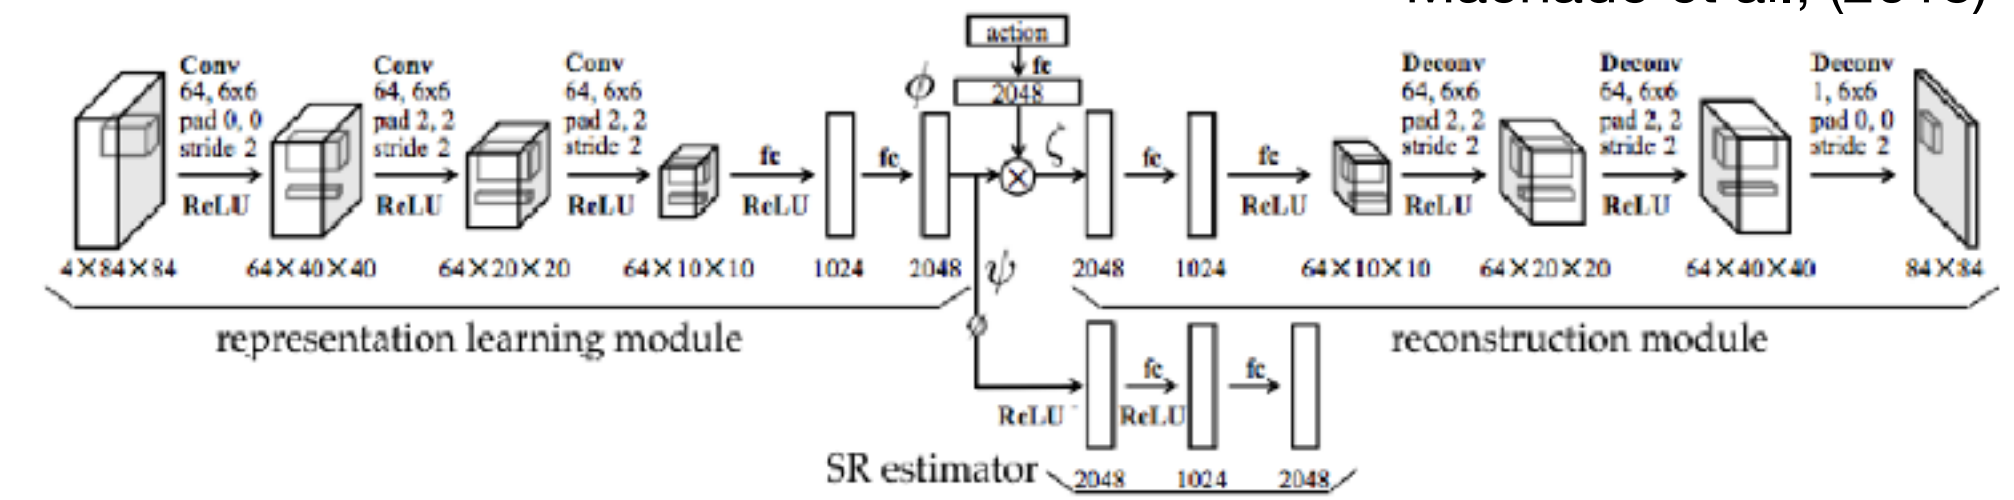 action
fc
ϕ
2048
Conv
64, 6x6
pad 0, 0
stride 2
ReLU
Conv
64, 6x6
pad 2, 2
stride 2
ReLU
Conv
64, 6x6
pad 2, 2
stride 2
ReLU
fc
ReLU
fc
ζ
fc
fc
ReLU
Deconv
64, 6x6
pad 2, 2
stride 2
ReLU
Deconv
64, 6x6
pad 2, 2
stride 2
ReLU
Deconv
1, 6x6
pad 0, 0
stride 2
4×84×84 64×40×40 64×20×20 64×10×10 1024 2048 ψ 2048 1024 64×10×10 64×20×20 64×40×40 84×84
representation learning module
reconstruction module
fc
fc
ReLU
ReLU
SR estimator
2048 1024 2048